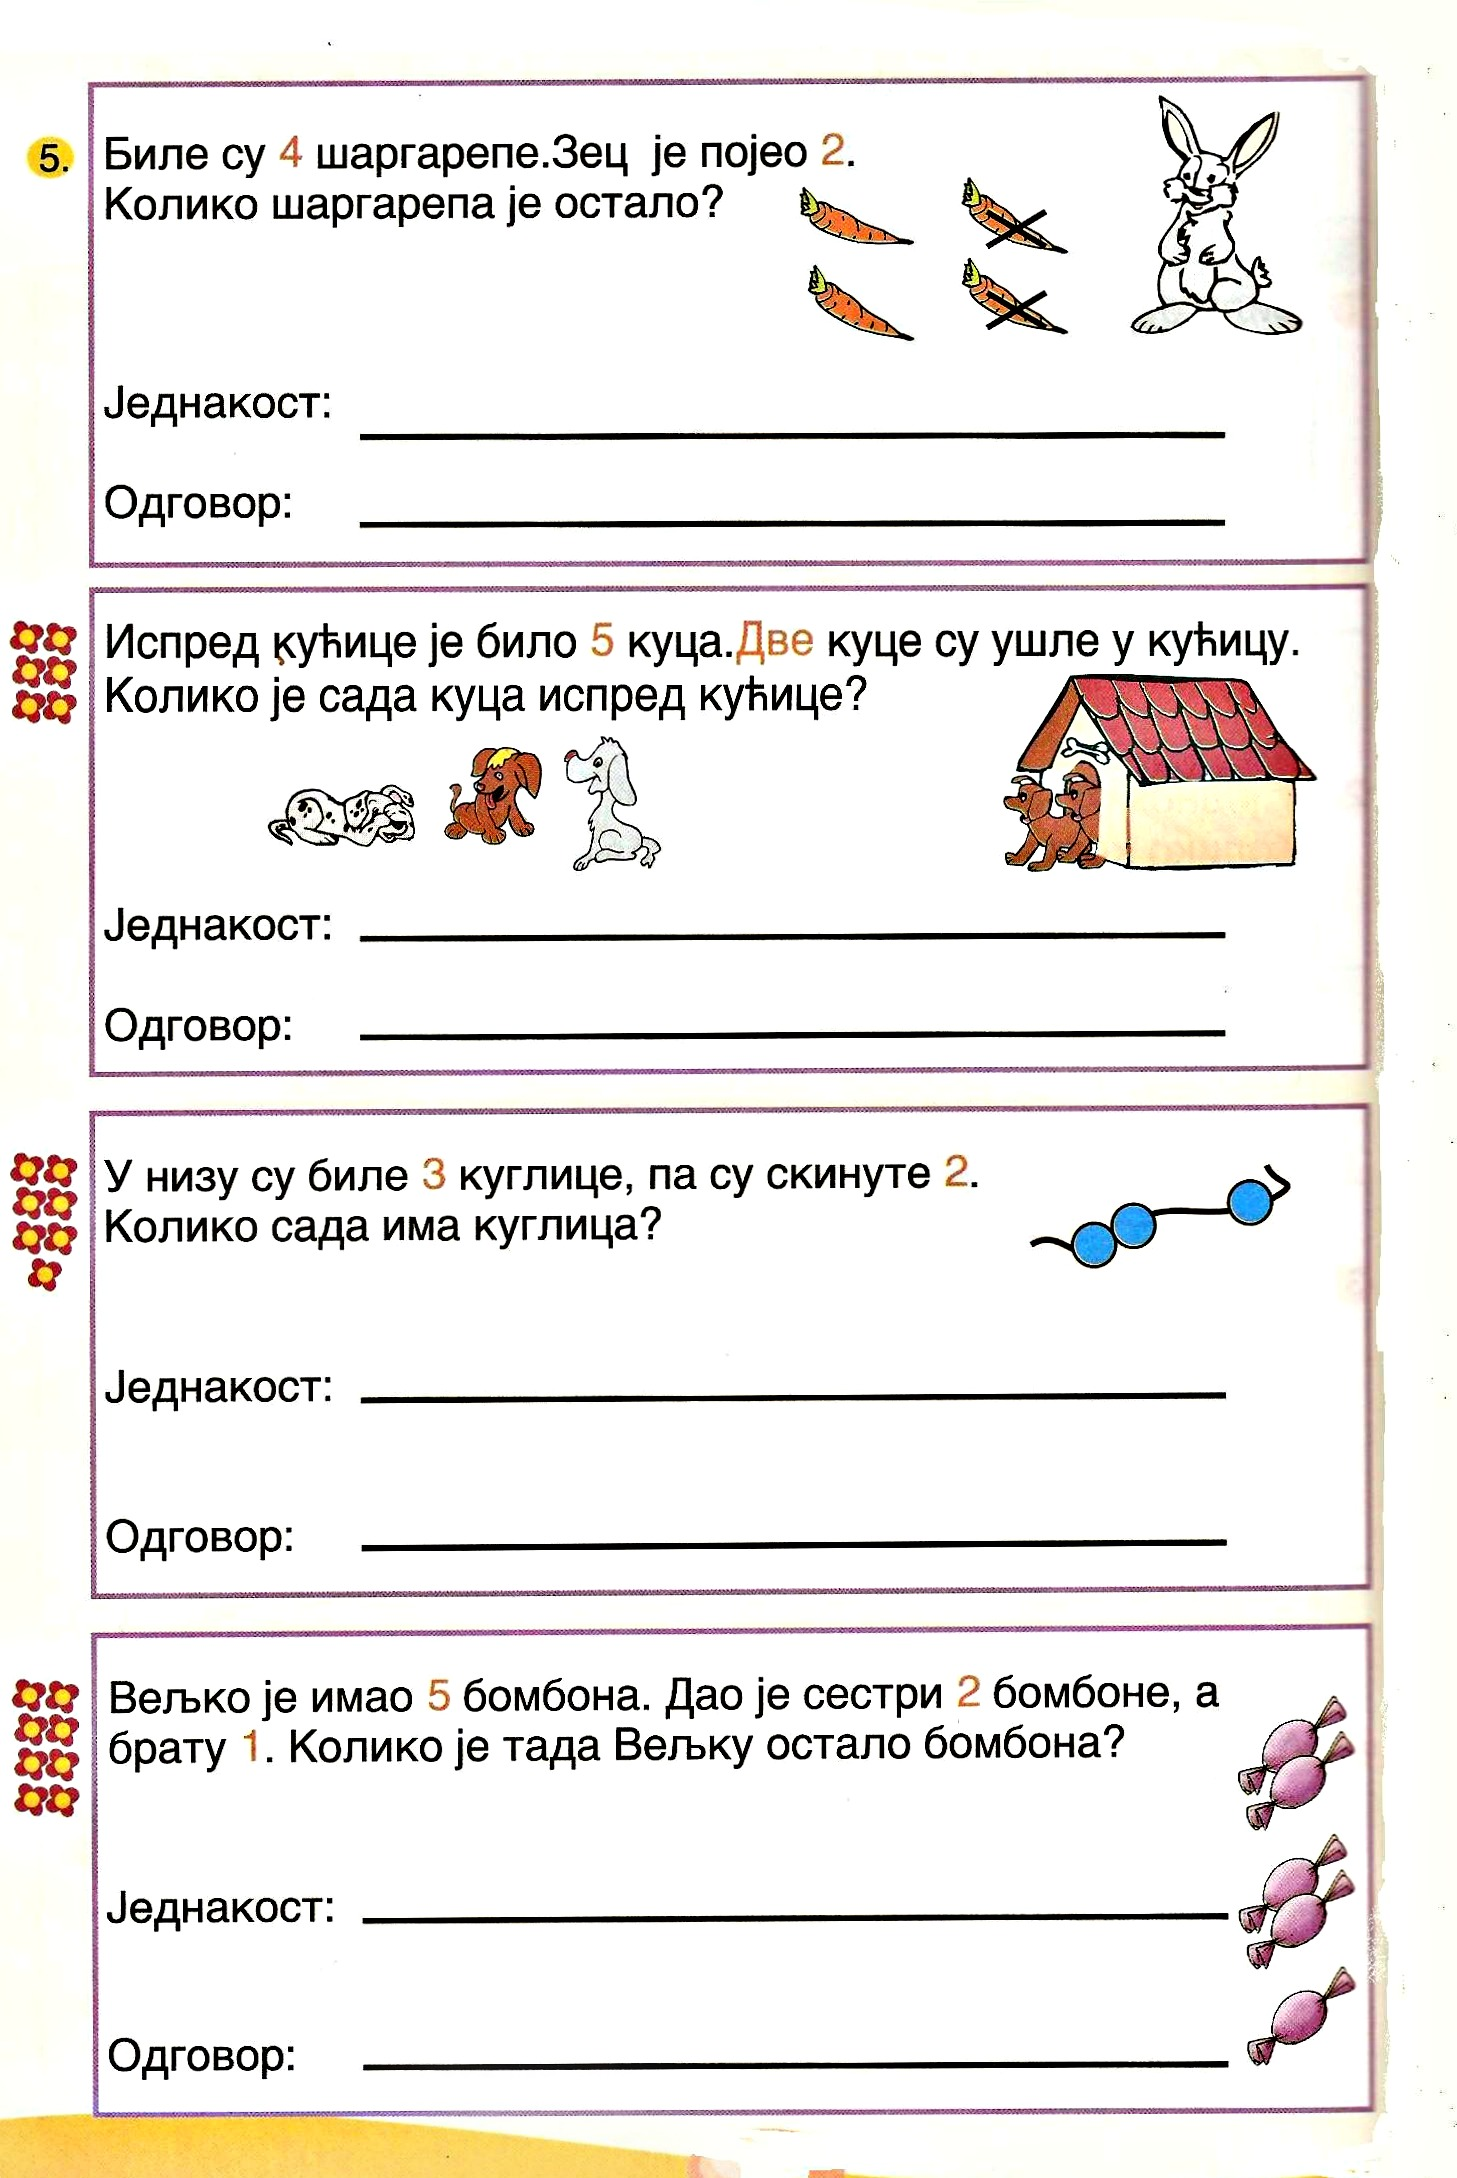 5. Биле су 4 шаргарепе.Зец је појео 2.
Колико шаргарепа је остало?
Једнакост:
Одговор:
Испред кућице је било 5 куца.Две куце су ушле у кућицу.
Колико је сада куца испред кућице?
Једнакост:
Одговор:
У низу су биле 3 куглице, па су скинуте 2.
Колико сада има куглица?
Једнакост:
Одговор:
Вељко је имао 5 бомбона. Дао је сестри 2 бомбоне, а
брату 1. Колико је тада Вељку остало бомбона?
Једнакост:
Одговор: